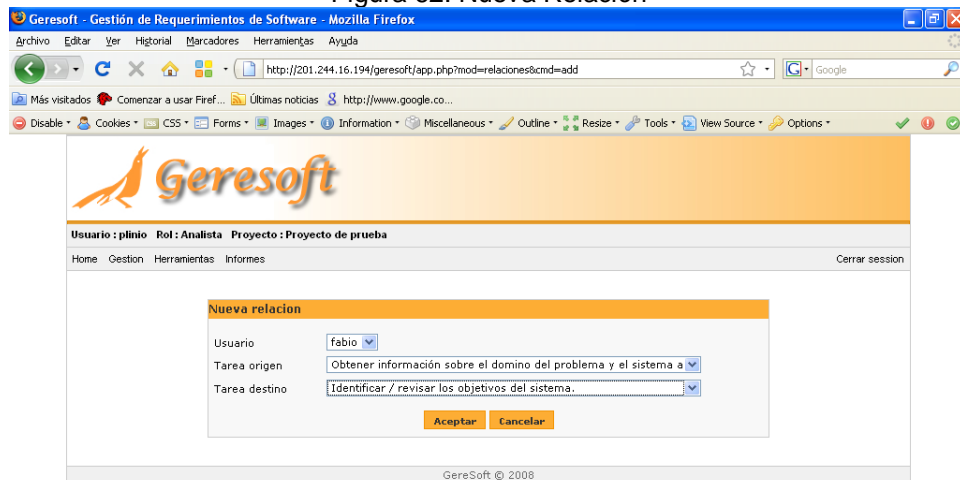 Figura 62. Nueva Relación
Geresoft - Gestión de Requerimientos de Software - Mozilla Firefox
Archivo Editar Ver Historial Marcadores Herramientas Ayuda
http://201.244.16.194/geresoft/app.php?mod=relaciones&cmd=add
Google
Más visitados Comenzar a usar Firef... Últimas noticias http://www.google.co...
Disable Cookies CSS Forms Images Information Miscellaneous Outline Resize Tools View Source Options
Geresoft
Usuario : plinio Rol : Analista Proyecto : Proyecto de prueba
Home Gestion Herramientas Informes Cerrar session
Nueva relacion
Usuario fabio
Tarea origen Obtener información sobre el domino del problema y el sistema a
Tarea destino Identificar / revisar los objetivos del sistema.
Aceptar Cancelar
GereSoft © 2008